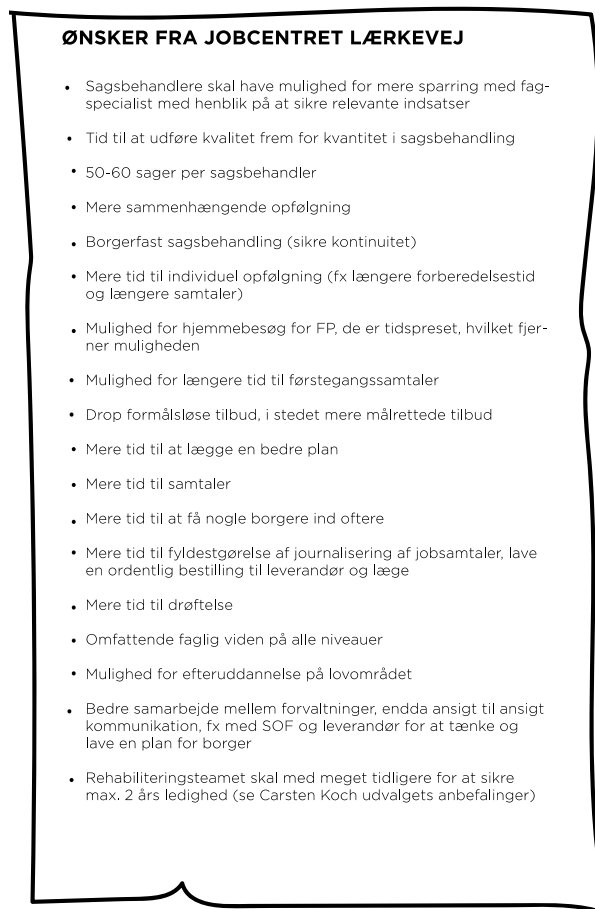 ØNSKER FRA JOBCENTRET LÆRKEVEJ
• Sagsbehandlere skal have mulighed for mere sparring med fag-
specialist med henblik på at sikre relevante indsatser
• Tid til at udføre kvalitet frem for kvantitet i sagsbehandling
• 50-60 sager per sagsbehandler
• Mere sammenhængende opfølgning
• Borgerfast sagsbehandling (sikre kontinuitet)
• Mere tid til individuel opfølgning (fx længere forberedelsestid
og længere samtaler)
• Mulighed for hjemmebesøg for FP, de er tidspreset, hvilket fjer-
ner muligheden
• Mulighed for længere tid til førstegangssamtaler
• Drop formålsløse tilbud, i stedet mere målrettede tilbud
• Mere tid til at lægge en bedre plan
• Mere tid til samtaler
• Mere tid til at få nogle borgere ind oftere
• Mere tid til fyldestgørelse af journalisering af jobsamtaler, lave
en ordentlig bestilling til leverandør og læge
• Mere tid til drøftelse
• Omfattende faglig viden på alle niveauer
• Mulighed for efteruddannelse på lovområdet
• Bedre samarbejde mellem forvaltninger, endda ansigt til ansigt
kommunikation, fx med SOF og leverandør for at tænke og
lave en plan for borger
• Rehabiliteringsteamet skal med meget tidligere for at sikre
max. 2 års ledighed (se Carsten Koch udvalgets anbefalinger)